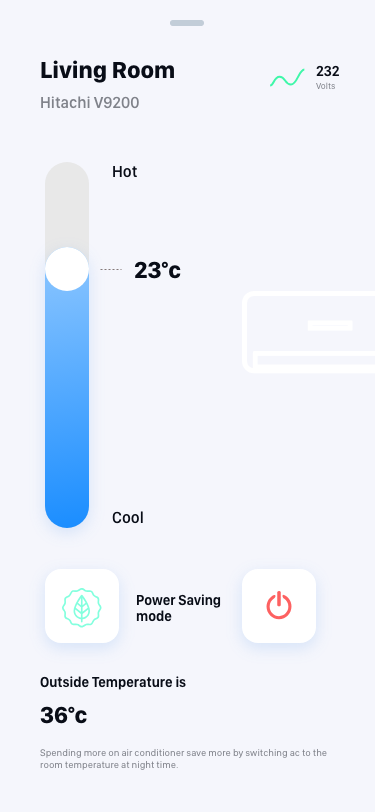 Living Room
232
Volts
Hitachi V9200
Hot
23°c
Cool
Power Saving
mode
Outside Temperature is
36°c
Spending more on air conditioner save more by switching ac to the
room temperature at night time.